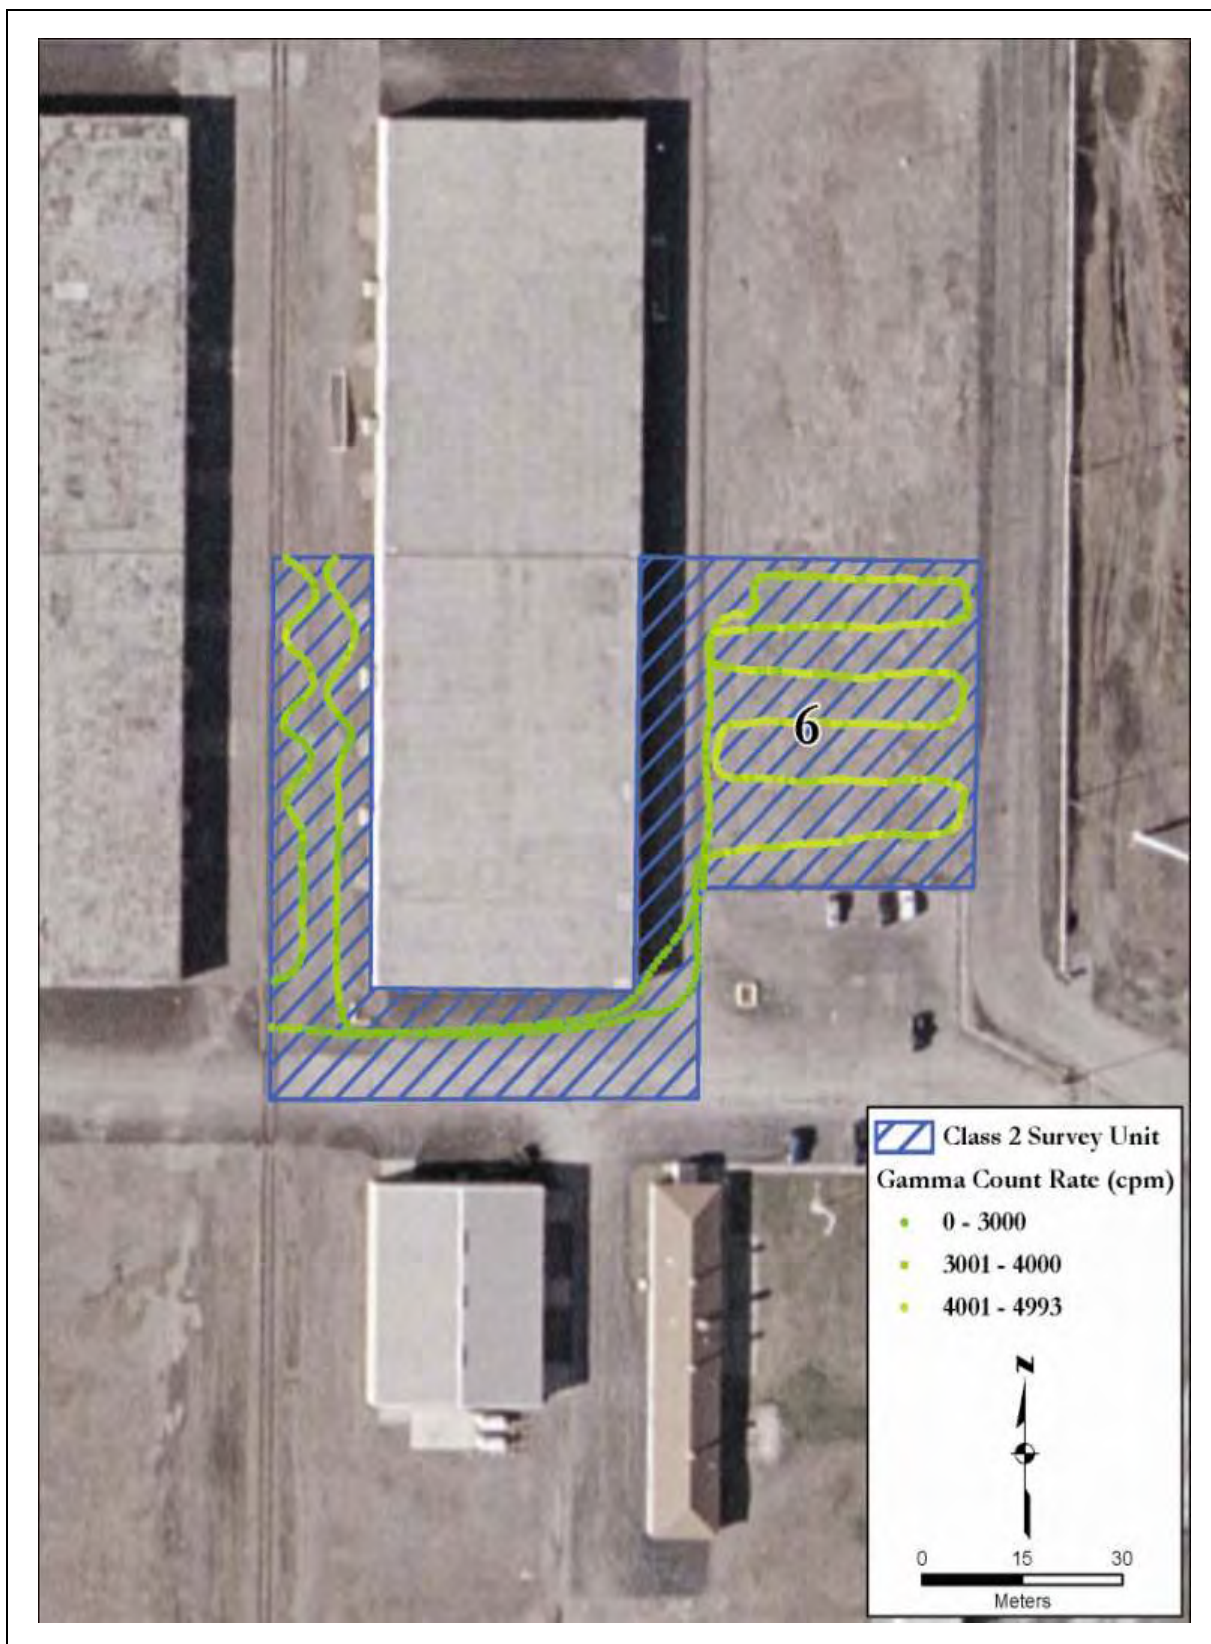 6
Class 2 Survey Unit
Gamma Count Rate (cpm)
0 - 3000
3001 - 4000
4001 - 4993
N
0 15 30
Meters